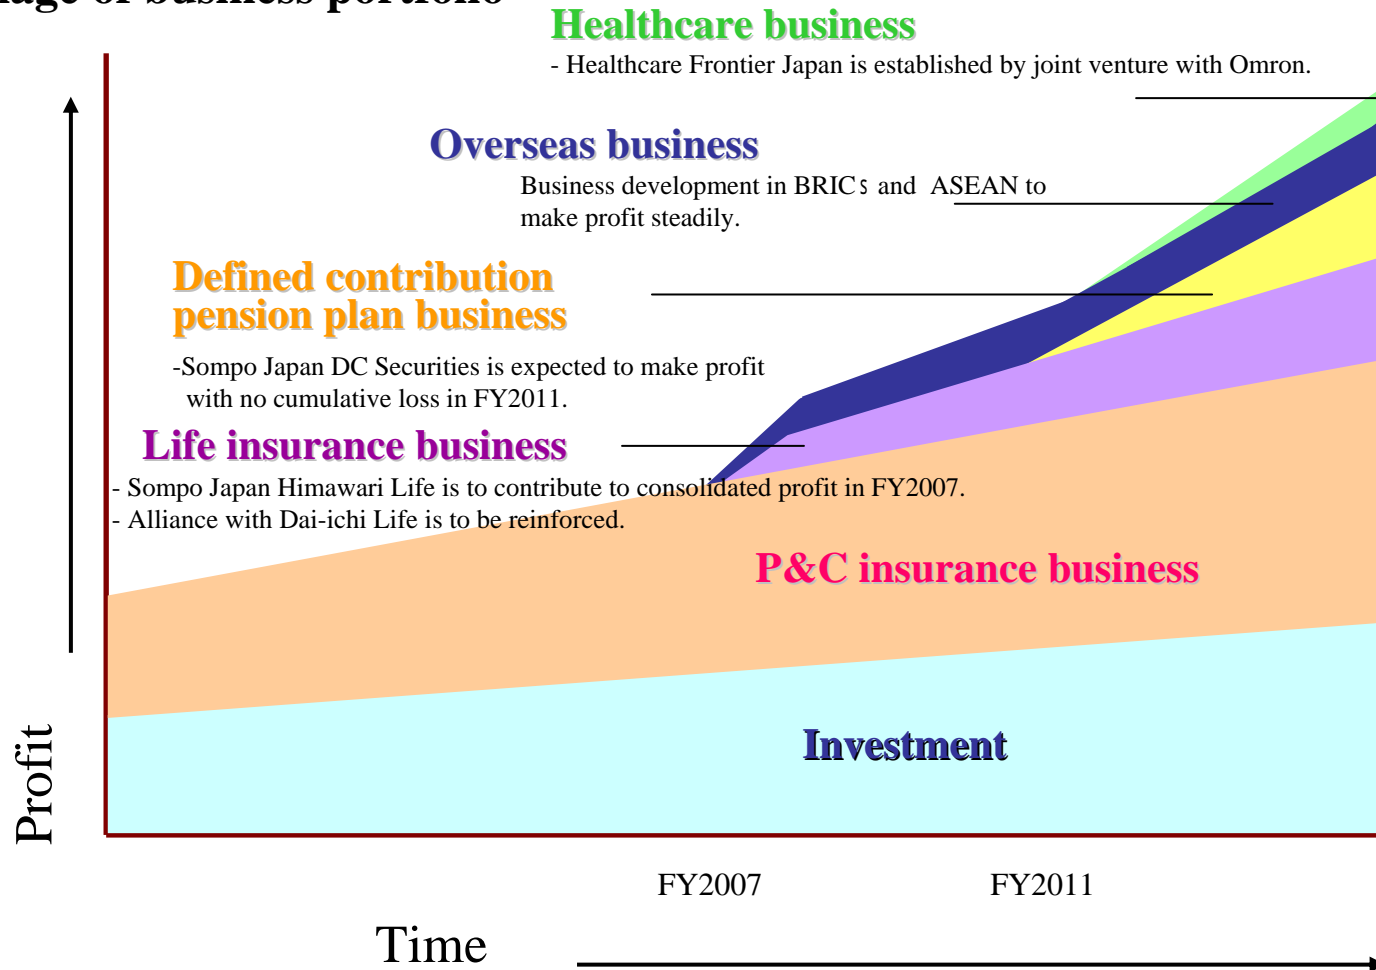 Healthcare business
- Healthcare Frontier Japan is established by joint venture with Omron.
Overseas business
Business development in BRICs and ASEAN to
make profit steadily.
Defined contribution
pension plan business
-Sompo Japan DC Securities is expected to make profit
with no cumulative loss in FY2011.
Life insurance business
- Sompo Japan Himawari Life is to contribute to consolidated profit in FY2007.
- Alliance with Dai-ichi Life is to be reinforced.
P&C insurance business
Investment
Profit
FY2007 FY2011
Time